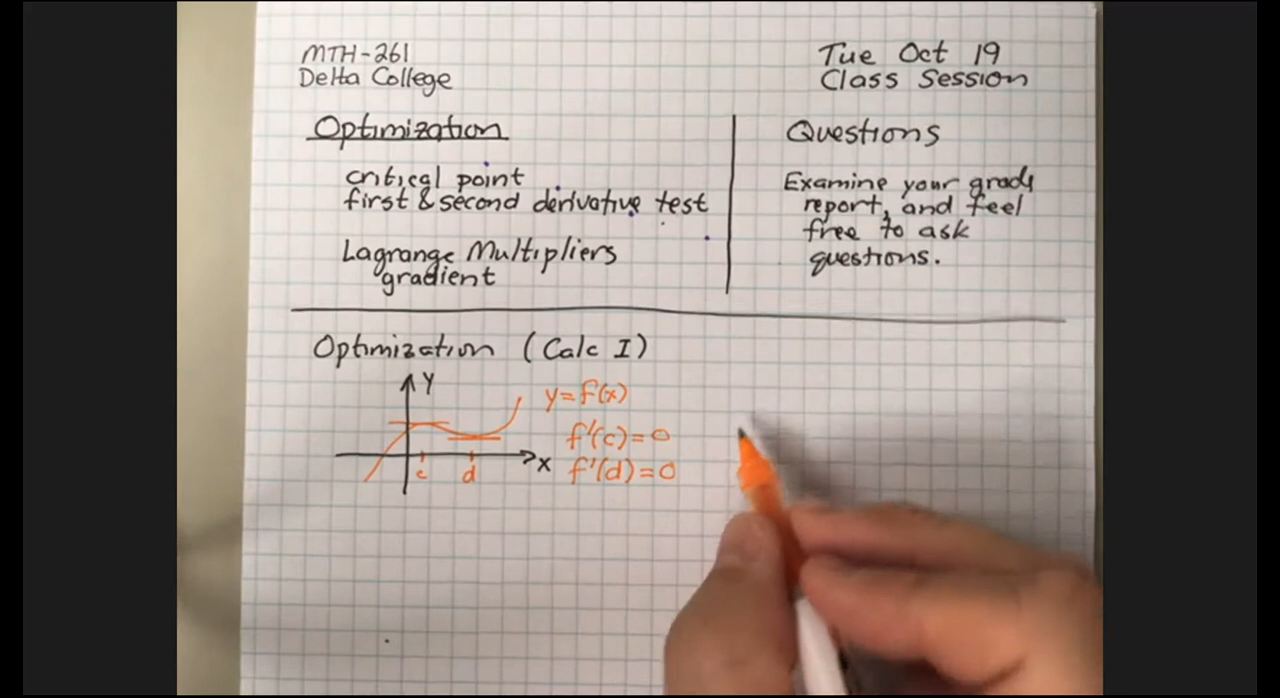 MTH-261
Delta College
Tue Oct 19
Class Session
Optimization
critical point
first & second derivative test
Lagrange Multipliers
gradient
Questions
Examine your grade
report, and feel
free to ask
questions.
Optimization (Calc I)
Y
x
c
d
y=f(x)
f'(c)=0
f'(d)=0